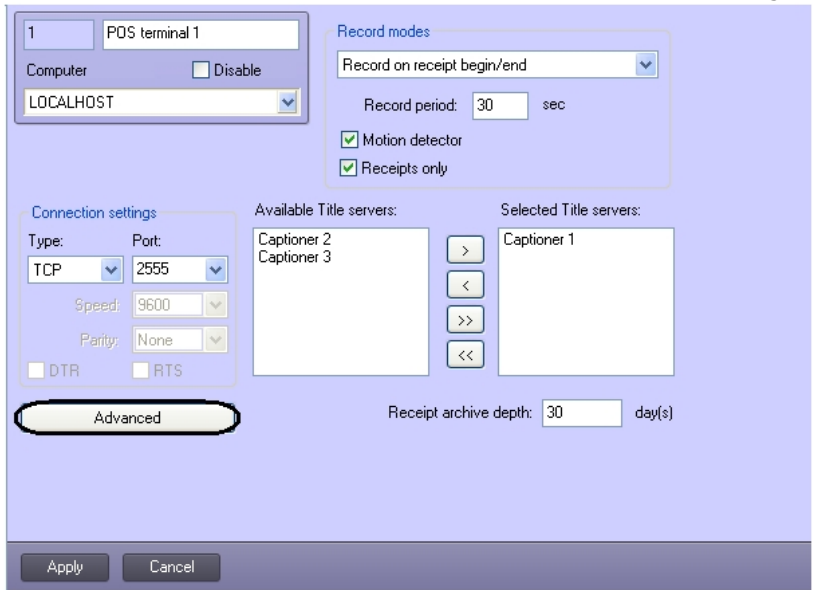 1 POS terminal 1
Computer Disable
LOCALHOST
Record modes
Record on receipt begin/end
Record period: 30 sec
Motion detector
Receipts only
Connection settings
Type: Port:
TCP 2555
Speed: 9600
Parity: None
DTR RTS
Available Title servers:
Captioner 2
Captioner 3
>
<
>>
<<
Selected Title servers:
Captioner 1
Advanced
Receipt archive depth: 30 day(s)
Apply Cancel